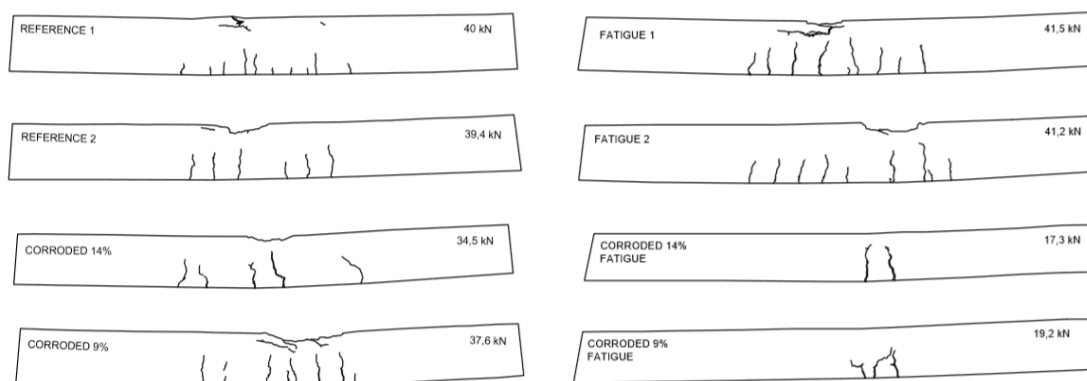 REFERENCE 1
40 kN
FATIGUE 1
41,5 kN
REFERENCE 2
39,4 kN
FATIGUE 2
41,2 kN
CORRODED 14%
34,5 kN
CORRODED 14%
FATIGUE
17,3 kN
CORRODED 9%
37,6 kN
CORRODED 9%
FATIGUE
19,2 kN